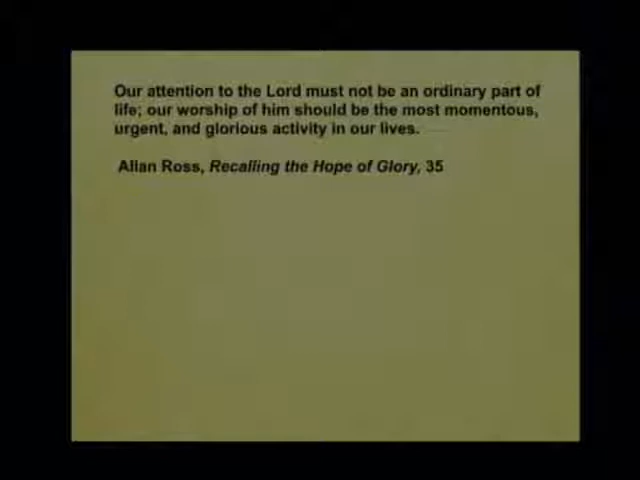 Our attention to the Lord must not be an ordinary part of
life; our worship of him should be the most momentous,
urgent, and glorious activity in our lives.
Allan Ross, Recalling the Hope of Glory, 35